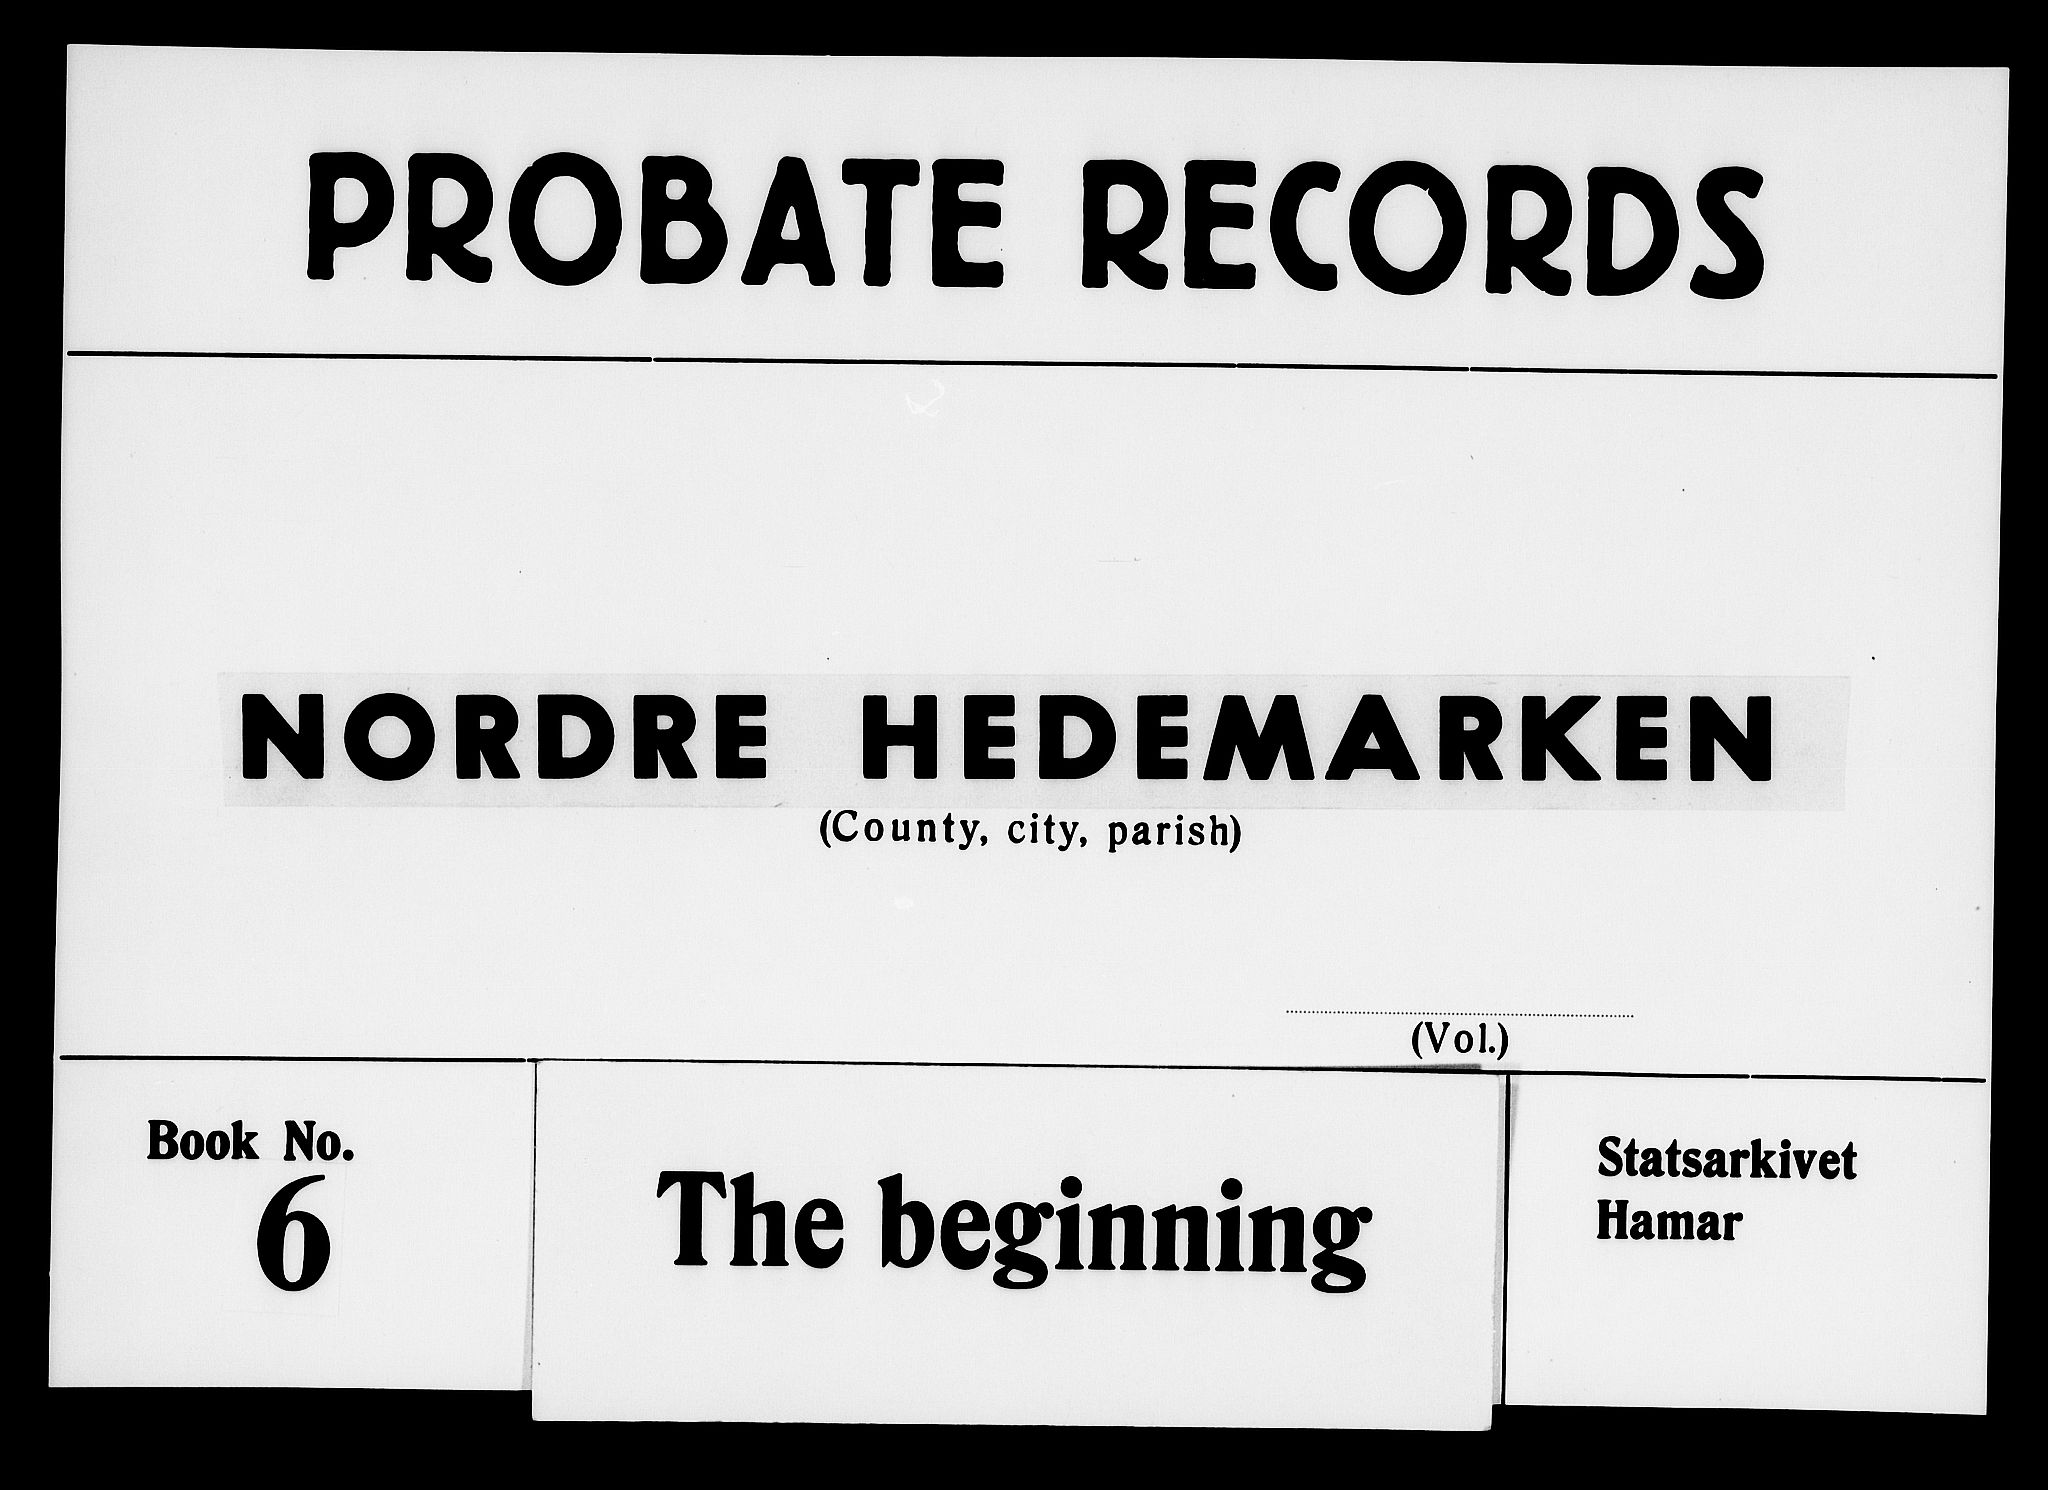 PROBATE RECORDS
NORDRE HEDEMARKEN
(County, city, parish)
(Vol.)
Book No.
6
The beginning
Statsarkivet
Hamar